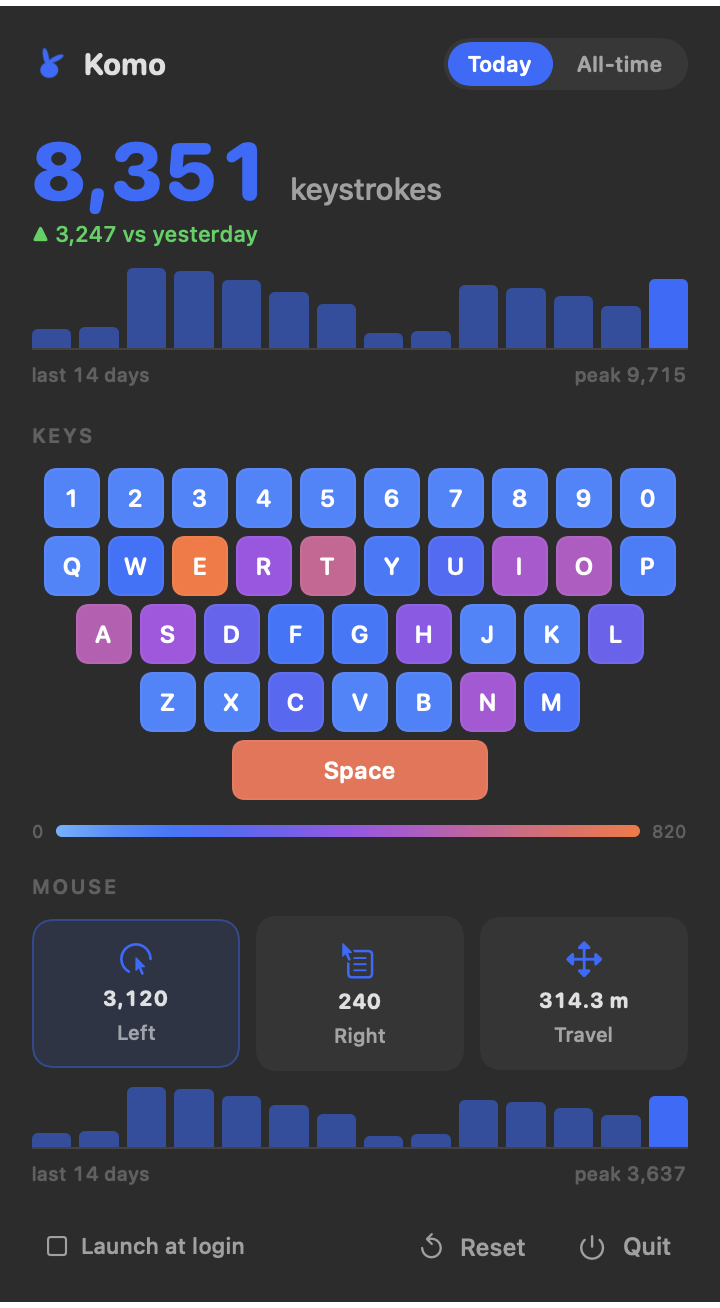 Komo
Today All-time
8,351 keystrokes
▲ 3,247 vs yesterday
last 14 days peak 9,715
KEYS
1 2 3 4 5 6 7 8 9 0
Q W E R T Y U I O P
A S D F G H J K L
Z X C V B N M
Space
0 820
MOUSE
3,120 240 314.3 m
Left Right Travel
last 14 days peak 3,637
Launch at login Reset Quit